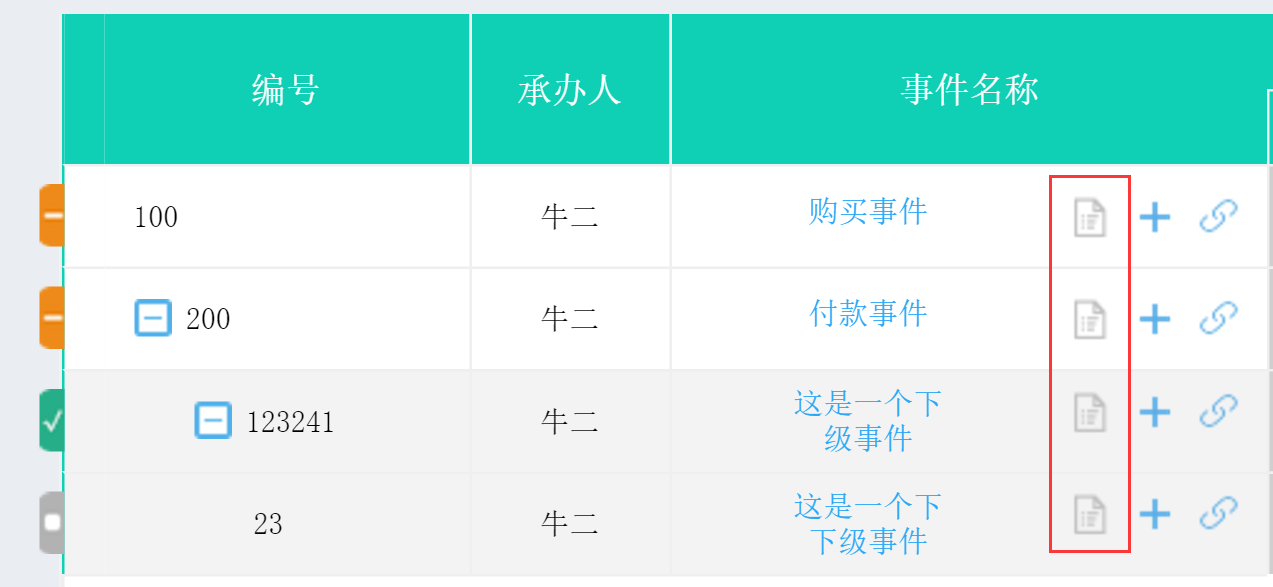 编号 承办人 事件名称
100 牛二 购买事件
200 牛二 付款事件
123241 牛二 这是一个下
级事件
23 牛二 这是一个下
下级事件